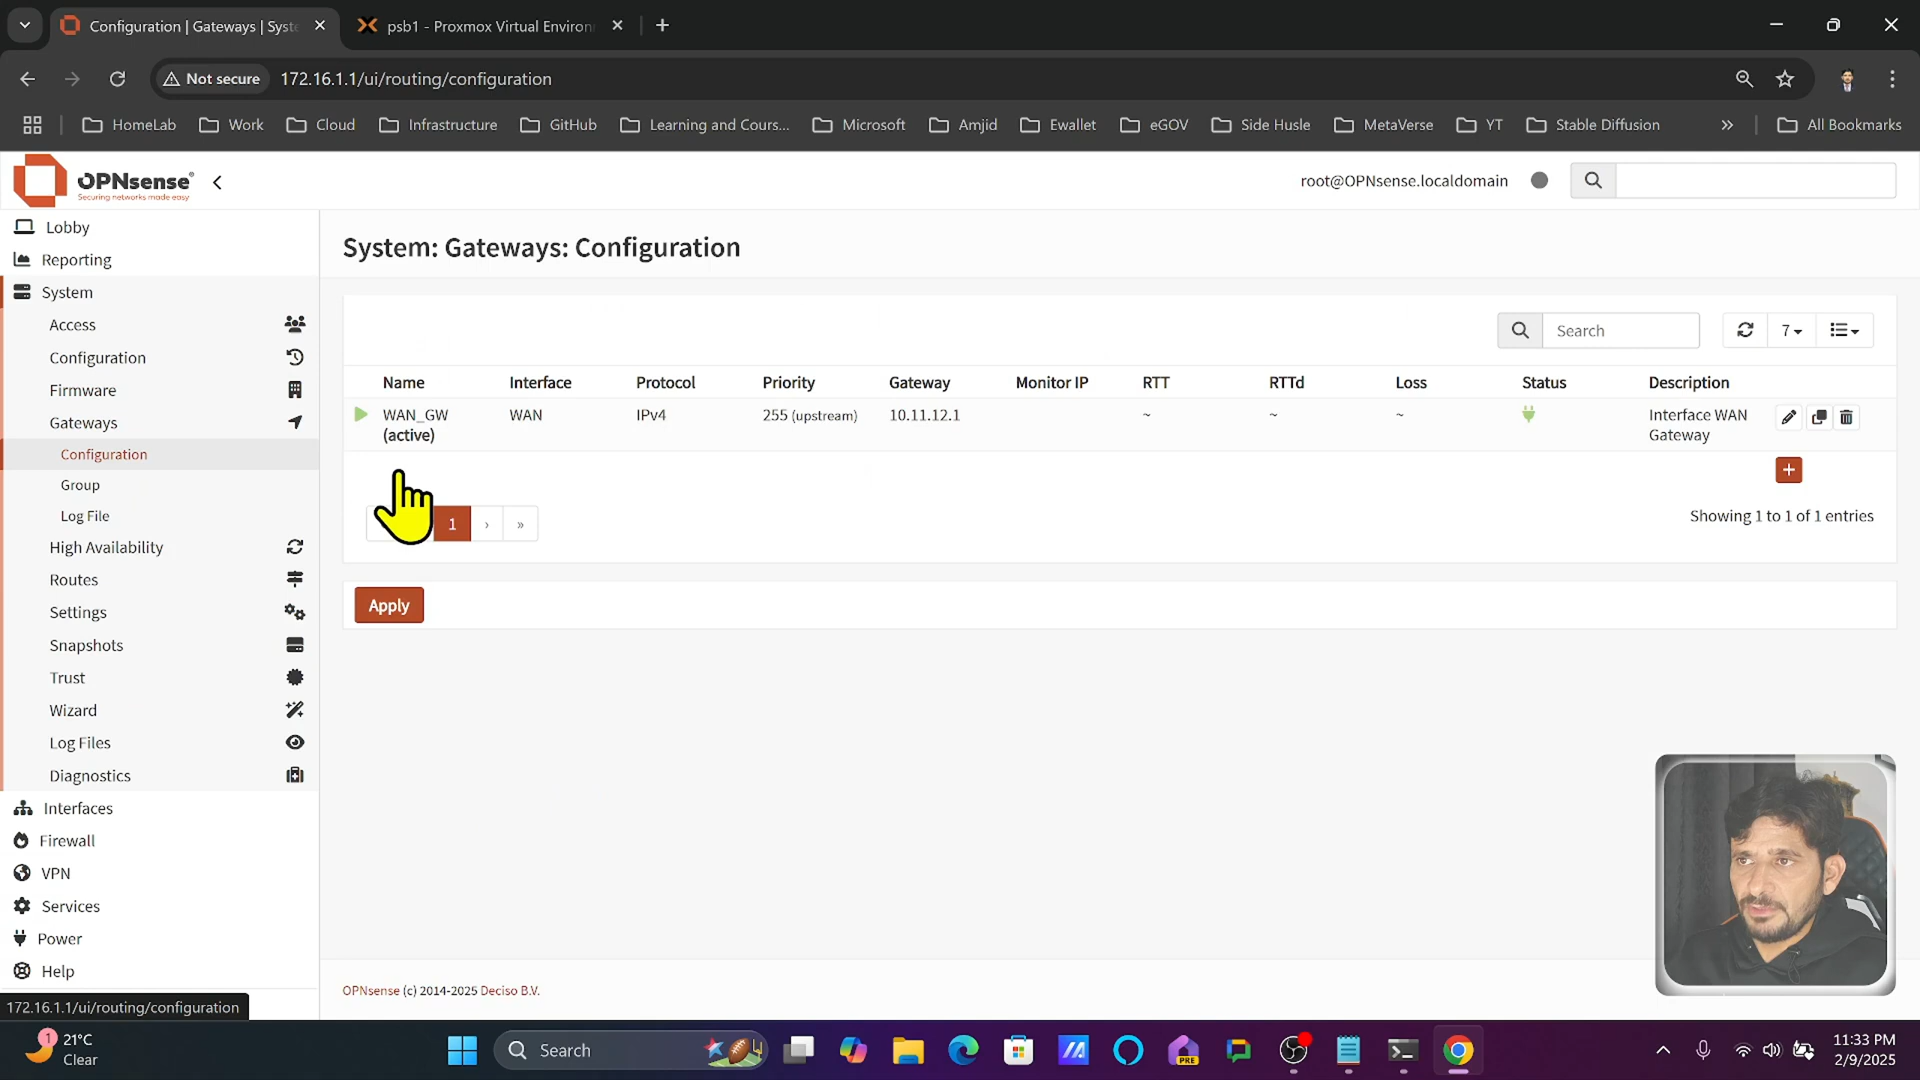 Configuration | Gateways | Syste
psb1 - Proxmox Virtual Environ
Not secure
172.16.1.1/ui/routing/configuration
HomeLab
Work
Cloud
Infrastructure
GitHub
Learning and Cours...
Microsoft
Amjid
Ewallet
eGOV
Side Husle
MetaVerse
YT
Stable Diffusion
All Bookmarks
OPNsense®
Securing networks made easy
root@OPNsense.localdomain
Lobby
Reporting
System
Access
Configuration
Firmware
Gateways
Configuration
Group
Log File
High Availability
Routes
Settings
Snapshots
Trust
Wizard
Log Files
Diagnostics
Interfaces
Firewall
VPN
Services
Power
Help
172.16.1.1/ui/routing/configuration
System: Gateways: Configuration
Search
7
Name Interface Protocol Priority Gateway Monitor IP RTT RTTd Loss Status Description
WAN_GW WAN IPv4 255 (upstream) 10.11.12.1 ~ ~ ~ Interface WAN
(active) Gateway
1 › »
Showing 1 to 1 of 1 entries
Apply
OPNsense (c) 2014-2025 Deciso B.V.
1
21°C
Clear
Search
PRE
11:33 PM
2/9/2025